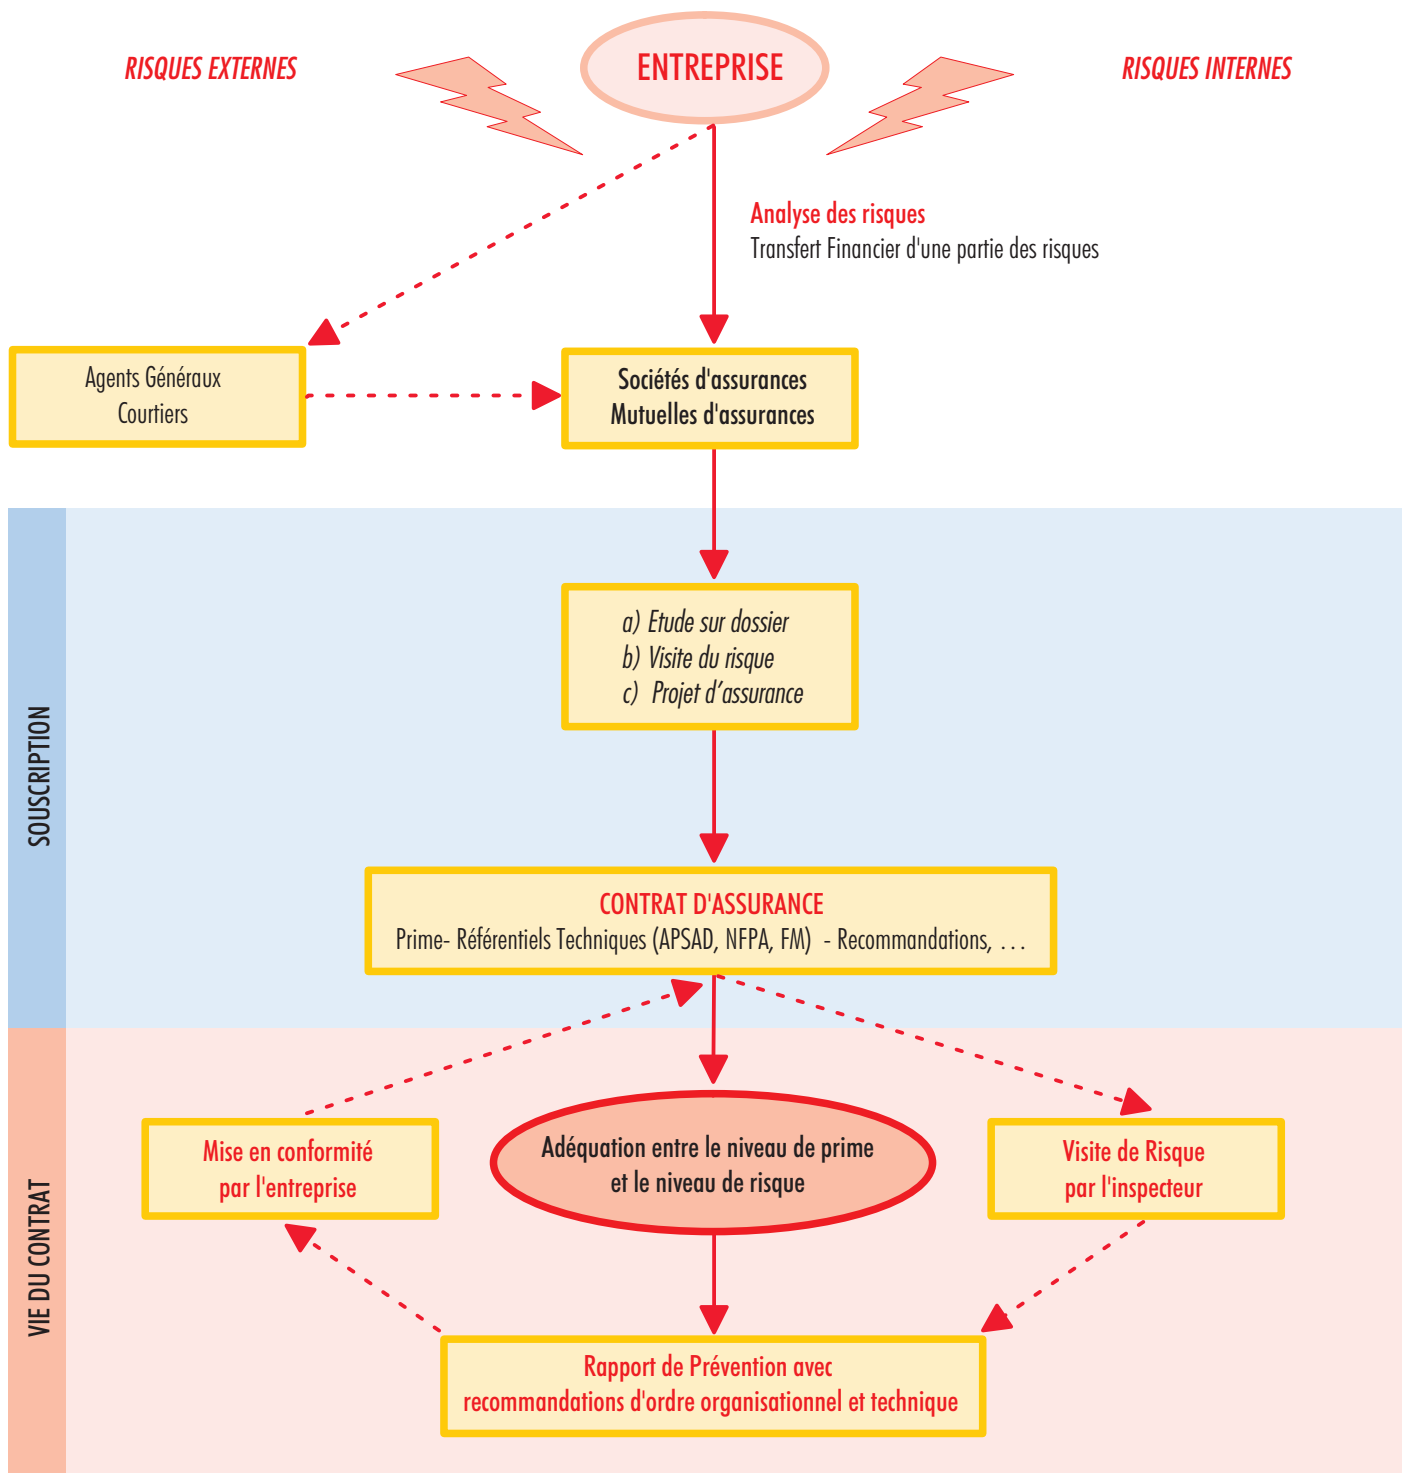 RISQUES EXTERNES
ENTREPRISE
RISQUES INTERNES
Analyse des risques
Transfert Financier d'une partie des risques
Agents Généraux
Courtiers
Sociétés d'assurances
Mutuelles d'assurances
SOUSCRIPTION
a) Etude sur dossier
b) Visite du risque
c) Projet d’assurance
CONTRAT D'ASSURANCE
Prime- Référentiels Techniques (APSAD, NFPA, FM) - Recommandations, ...
VIE DU CONTRAT
Mise en conformité
par l'entreprise
Adéquation entre le niveau de prime
et le niveau de risque
Visite de Risque
par l'inspecteur
Rapport de Prévention avec
recommandations d'ordre organisationnel et technique